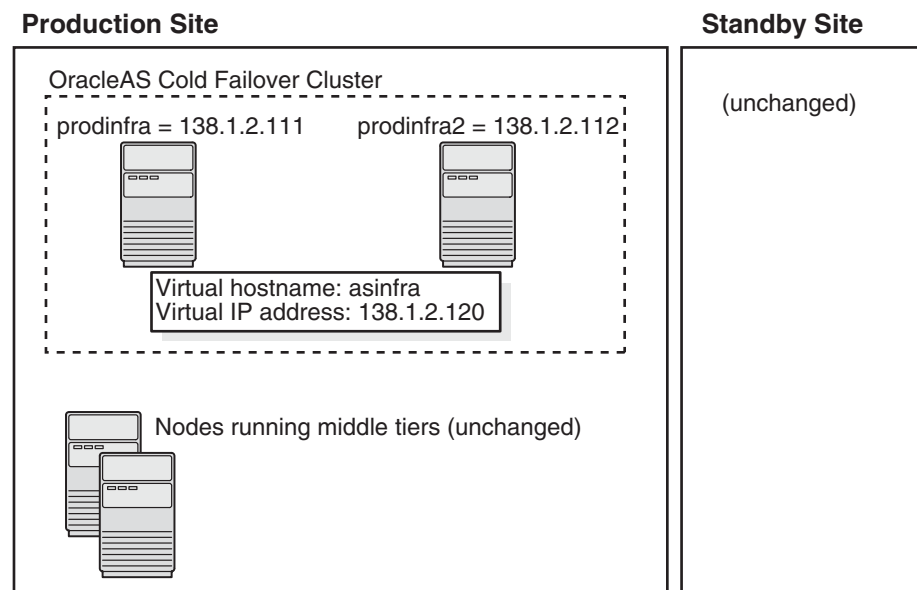 Production Site
Standby Site
OracleAS Cold Failover Cluster
(unchanged)
prodinfra = 138.1.2.111
prodinfra2 = 138.1.2.112
Virtual hostname: asinfra
Virtual IP address: 138.1.2.120
Nodes running middle tiers (unchanged)